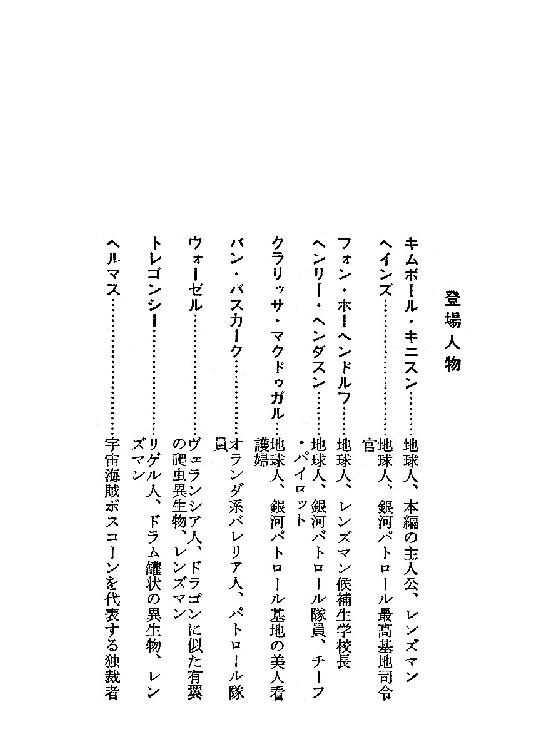 登場人物
キムボール・キニスン………地球人、本編の主人公、レンズマン
ヘインズ……………………地球人、銀河パトロール最高基地司令
官
フォン・ホーヘンドルフ……地球人、レンズマン候補生学校長
ヘンリー・ヘンダスン………地球人、銀河パトロール隊員、チーフ
・パイロット
クラリッサ・マクドゥガル…地球人、銀河パトロール基地の美人看
護婦
バン・バスカーク……………オランダ系バレリア人、パトロール隊
員
ウォーゼル…………………ヴェランシア人、ドラゴンに似た有翼
の爬虫異生物、レンズマン
トレゴンシー………………リゲル人、ドラム罐状の異生物、レン
ズマン
ヘルマス……………………宇宙海賊ボスコーンを代表する独裁者